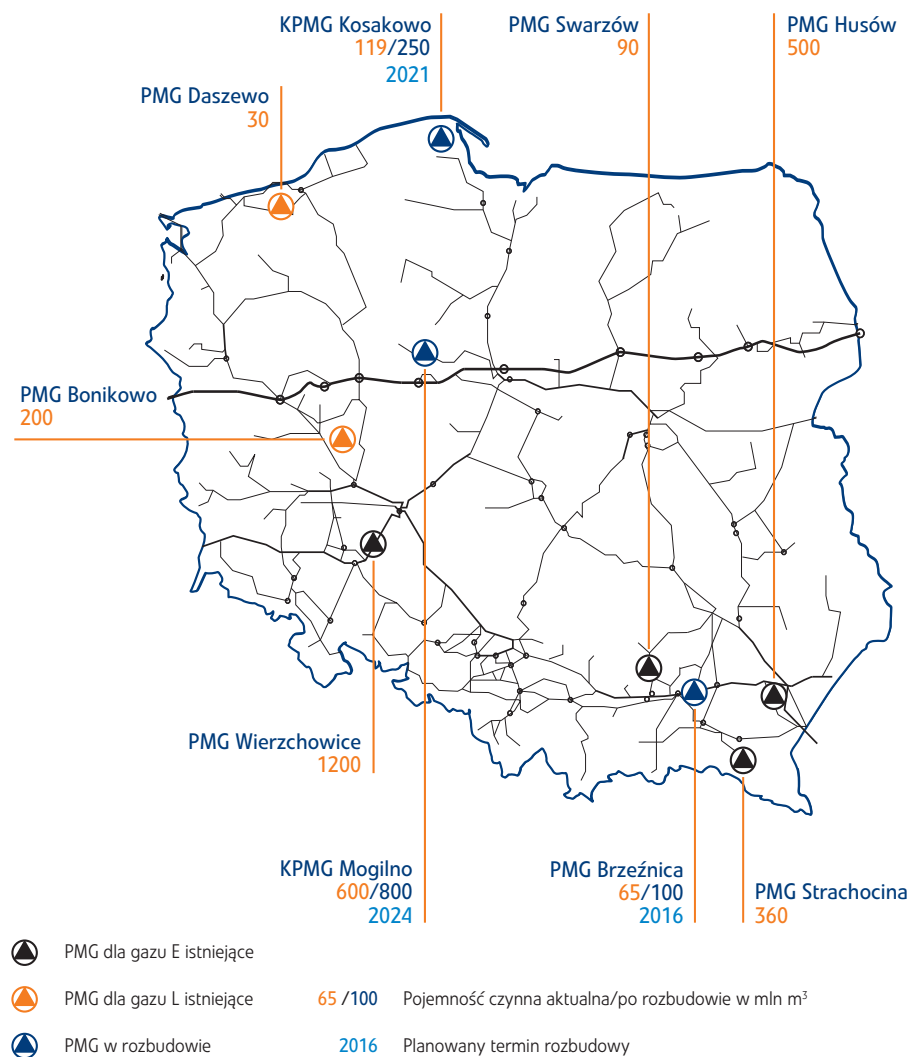 KPMG Kosakowo
119/250
2021
PMG Swarzów
90
PMG Husów
500
PMG Daszewo
30
PMG Bonikowo
200
PMG Wierzchowice
1200
KPMG Mogilno
600/800
2024
PMG Brzeźnica
65/100
2016
PMG Strachocina
360
PMG dla gazu E istniejące
PMG dla gazu L istniejące
65 /100 Pojemność czynna aktualna/po rozbudowie w mln m³
PMG w rozbudowie
2016 Planowany termin rozbudowy